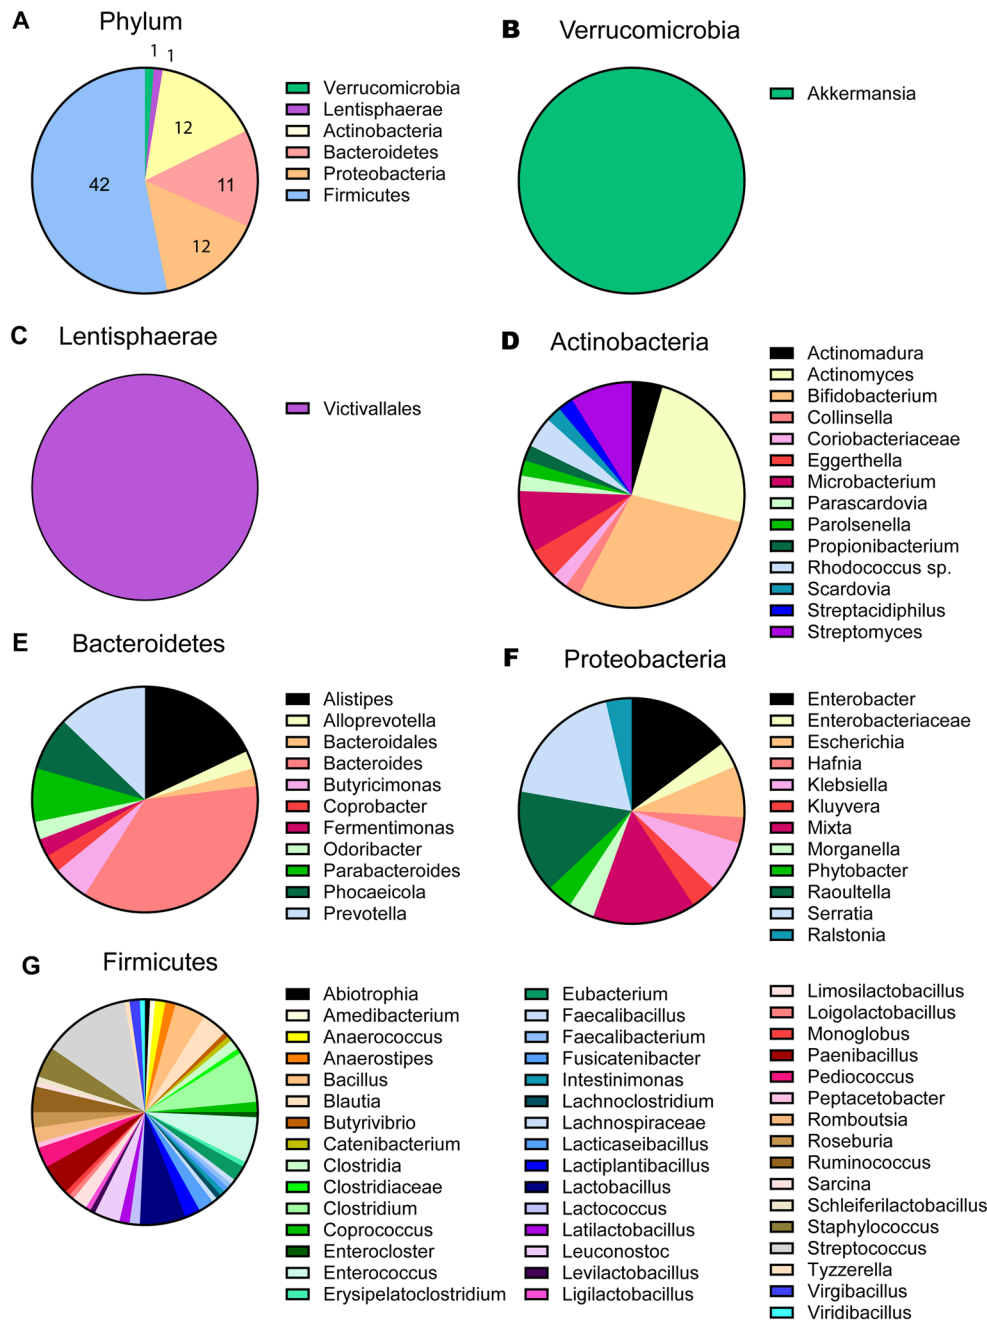 A Phylum
1 1
12
11
12
42
Verrucomicrobia
Lentisphaerae
Actinobacteria
Bacteroidetes
Proteobacteria
Firmicutes
B Verrucomicrobia
Akkermansia
C Lentisphaerae
Victivallales
D Actinobacteria
Actinomadura
Actinomyces
Bifidobacterium
Collinsella
Coriobacteriaceae
Eggerthella
Microbacterium
Parascardovia
Parolsenella
Propionibacterium
Rhodococcus sp.
Scardovia
Streptacidiphilus
Streptomyces
E Bacteroidetes
Alistipes
Alloprevotella
Bacteroidales
Bacteroides
Butyricimonas
Coprobacter
Fermentimonas
Odoribacter
Parabacteroides
Phocaeicola
Prevotella
F Proteobacteria
Enterobacter
Enterobacteriaceae
Escherichia
Hafnia
Klebsiella
Kluyvera
Mixta
Morganella
Phytobacter
Raoultella
Serratia
Ralstonia
G Firmicutes
Abiotrophia
Amedibacterium
Anaerococcus
Anaerostipes
Bacillus
Blautia
Butyrivibrio
Catenibacterium
Clostridia
Clostridiaceae
Clostridium
Coprococcus
Enterocloster
Enterococcus
Erysipelatoclostridium
Eubacterium
Faecalibacillus
Faecalibacterium
Fusicatenibacter
Intestinimonas
Lachnoclostridium
Lachnospiraceae
Lacticaseibacillus
Lactiplantibacillus
Lactobacillus
Lactococcus
Latilactobacillus
Leuconostoc
Levilactobacillus
Ligilactobacillus
Limosilactobacillus
Loigolactobacillus
Monoglobus
Paenibacillus
Pediococcus
Peptacetobacter
Romboutsia
Roseburia
Ruminococcus
Sarcina
Schleiferilactobacillus
Staphylococcus
Streptococcus
Tyzzerella
Virgibacillus
Viridibacillus